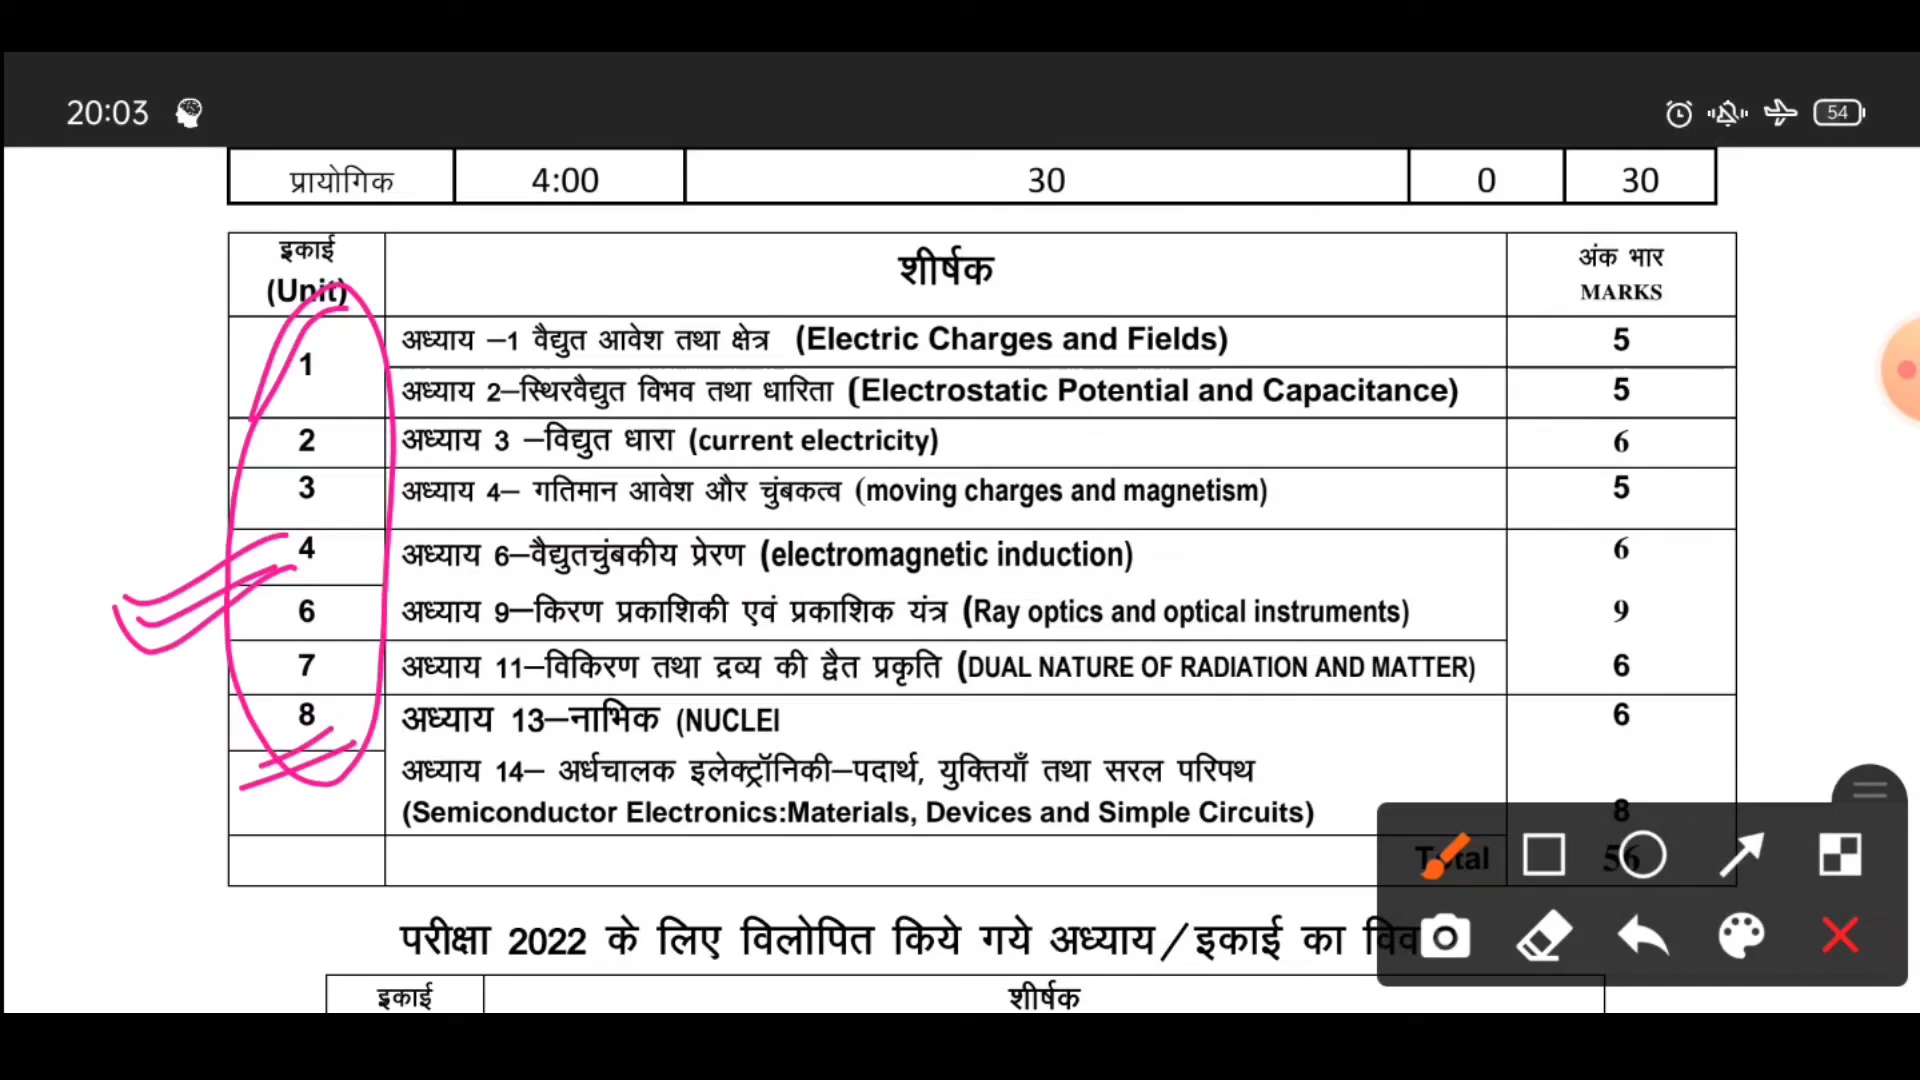 20:03 54
प्रायोगिक 4:00 30 0 30
इकाई
(Unit) शीर्षक अंक भार
MARKS
1 अध्याय –1 वैद्युत आवेश तथा क्षेत्र (Electric Charges and Fields) 5
अध्याय 2–स्थिरवैद्युत विभव तथा धारिता (Electrostatic Potential and Capacitance) 5
2 अध्याय 3 –विद्युत धारा (current electricity) 6
3 अध्याय 4– गतिमान आवेश और चुंबकत्व (moving charges and magnetism) 5
4 अध्याय 6–वैद्युतचुंबकीय प्रेरण (electromagnetic induction) 6
6 अध्याय 9–किरण प्रकाशिकी एवं प्रकाशिक यंत्र (Ray optics and optical instruments) 9
7 अध्याय 11–विकिरण तथा द्रव्य की द्वैत प्रकृति (DUAL NATURE OF RADIATION AND MATTER) 6
8 अध्याय 13–नाभिक (NUCLEI 6
अध्याय 14– अर्धचालक इलेक्ट्रॉनिकी–पदार्थ, युक्तियाँ तथा सरल परिपथ
(Semiconductor Electronics:Materials, Devices and Simple Circuits) 8
Total 56
परीक्षा 2022 के लिए विलोपित किये गये अध्याय/इकाई का
इकाई शीर्षक